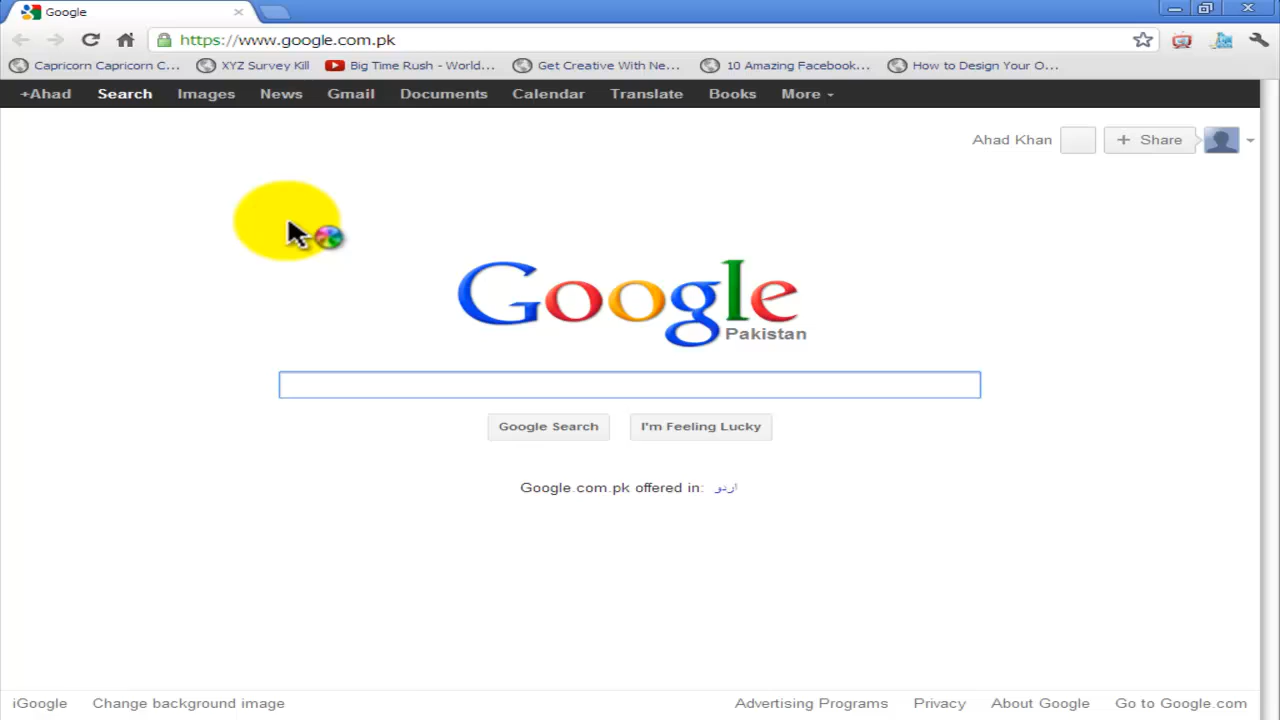 Google
https://www.google.com.pk
Capricorn Capricorn C... XYZ Survey Kill Big Time Rush - World... Get Creative With Ne... 10 Amazing Facebook... How to Design Your O...
+Ahad Search Images News Gmail Documents Calendar Translate Books More
Ahad Khan + Share
Google
Pakistan
Google Search I'm Feeling Lucky
Google.com.pk offered in: اردو
iGoogle Change background image Advertising Programs Privacy About Google Go to Google.com